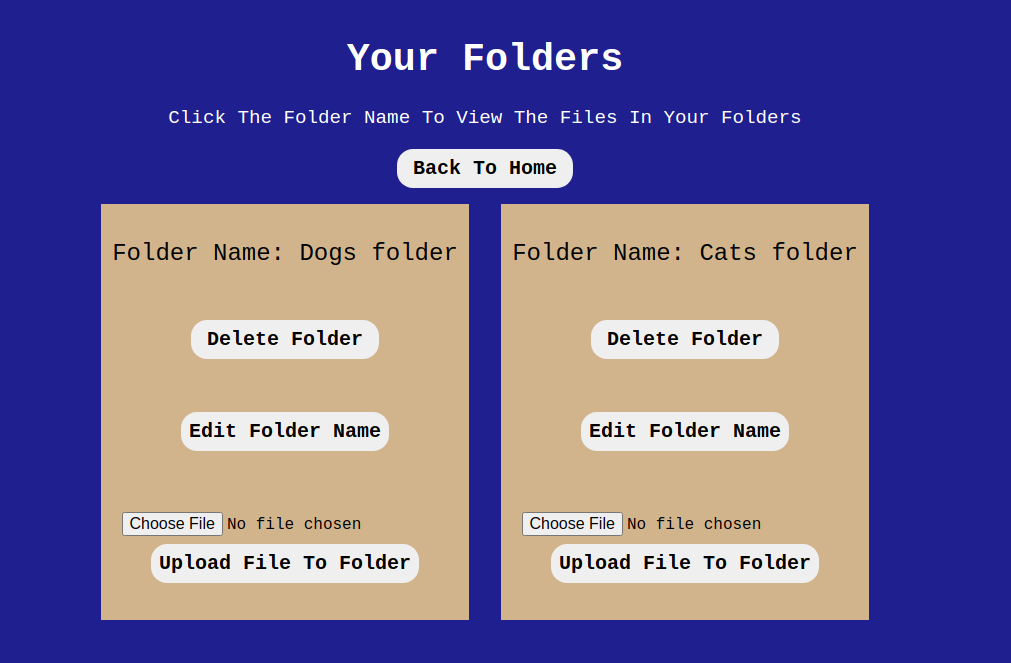 Your Folders
Click The Folder Name To View The Files In Your Folders
Back To Home
Folder Name: Dogs folder
Delete Folder
Edit Folder Name
Choose File No file chosen
Upload File To Folder
Folder Name: Cats folder
Delete Folder
Edit Folder Name
Choose File No file chosen
Upload File To Folder